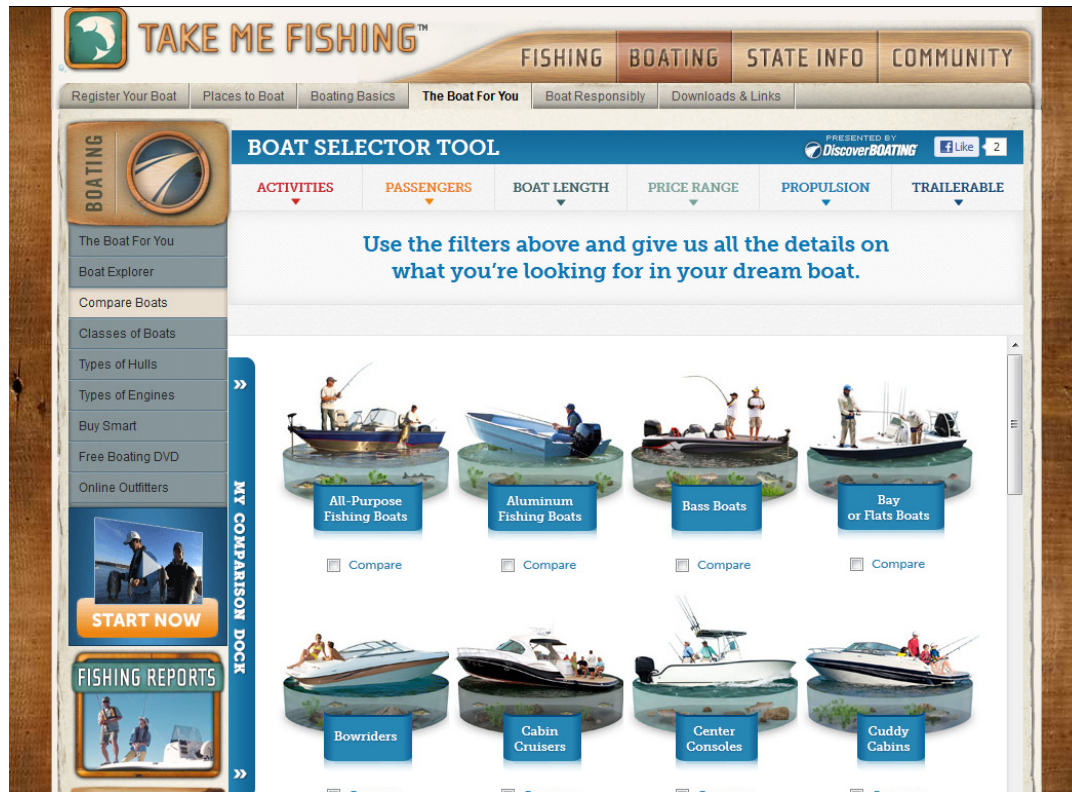 TAKE ME FISHING™
FISHING
BOATING
STATE INFO
COMMUNITY
Register Your Boat
Places to Boat
Boating Basics
The Boat For You
Boat Responsibly
Downloads & Links
BOATING
The Boat For You
Boat Explorer
Compare Boats
Classes of Boats
Types of Hulls
Types of Engines
Buy Smart
Free Boating DVD
Online Outfitters
START NOW
FISHING REPORTS
BOAT SELECTOR TOOL
PRESENTED BY
DiscoverBOATING
Like 2
ACTIVITIES
PASSENGERS
BOAT LENGTH
PRICE RANGE
PROPULSION
TRAILERABLE
Use the filters above and give us all the details on
what you're looking for in your dream boat.
» MY COMPARISON DOCK »
All-Purpose
Fishing Boats
Aluminum
Fishing Boats
Bass Boats
Bay
or Flats Boats
Compare
Compare
Compare
Compare
Bowriders
Cabin
Cruisers
Center
Consoles
Cuddy
Cabins